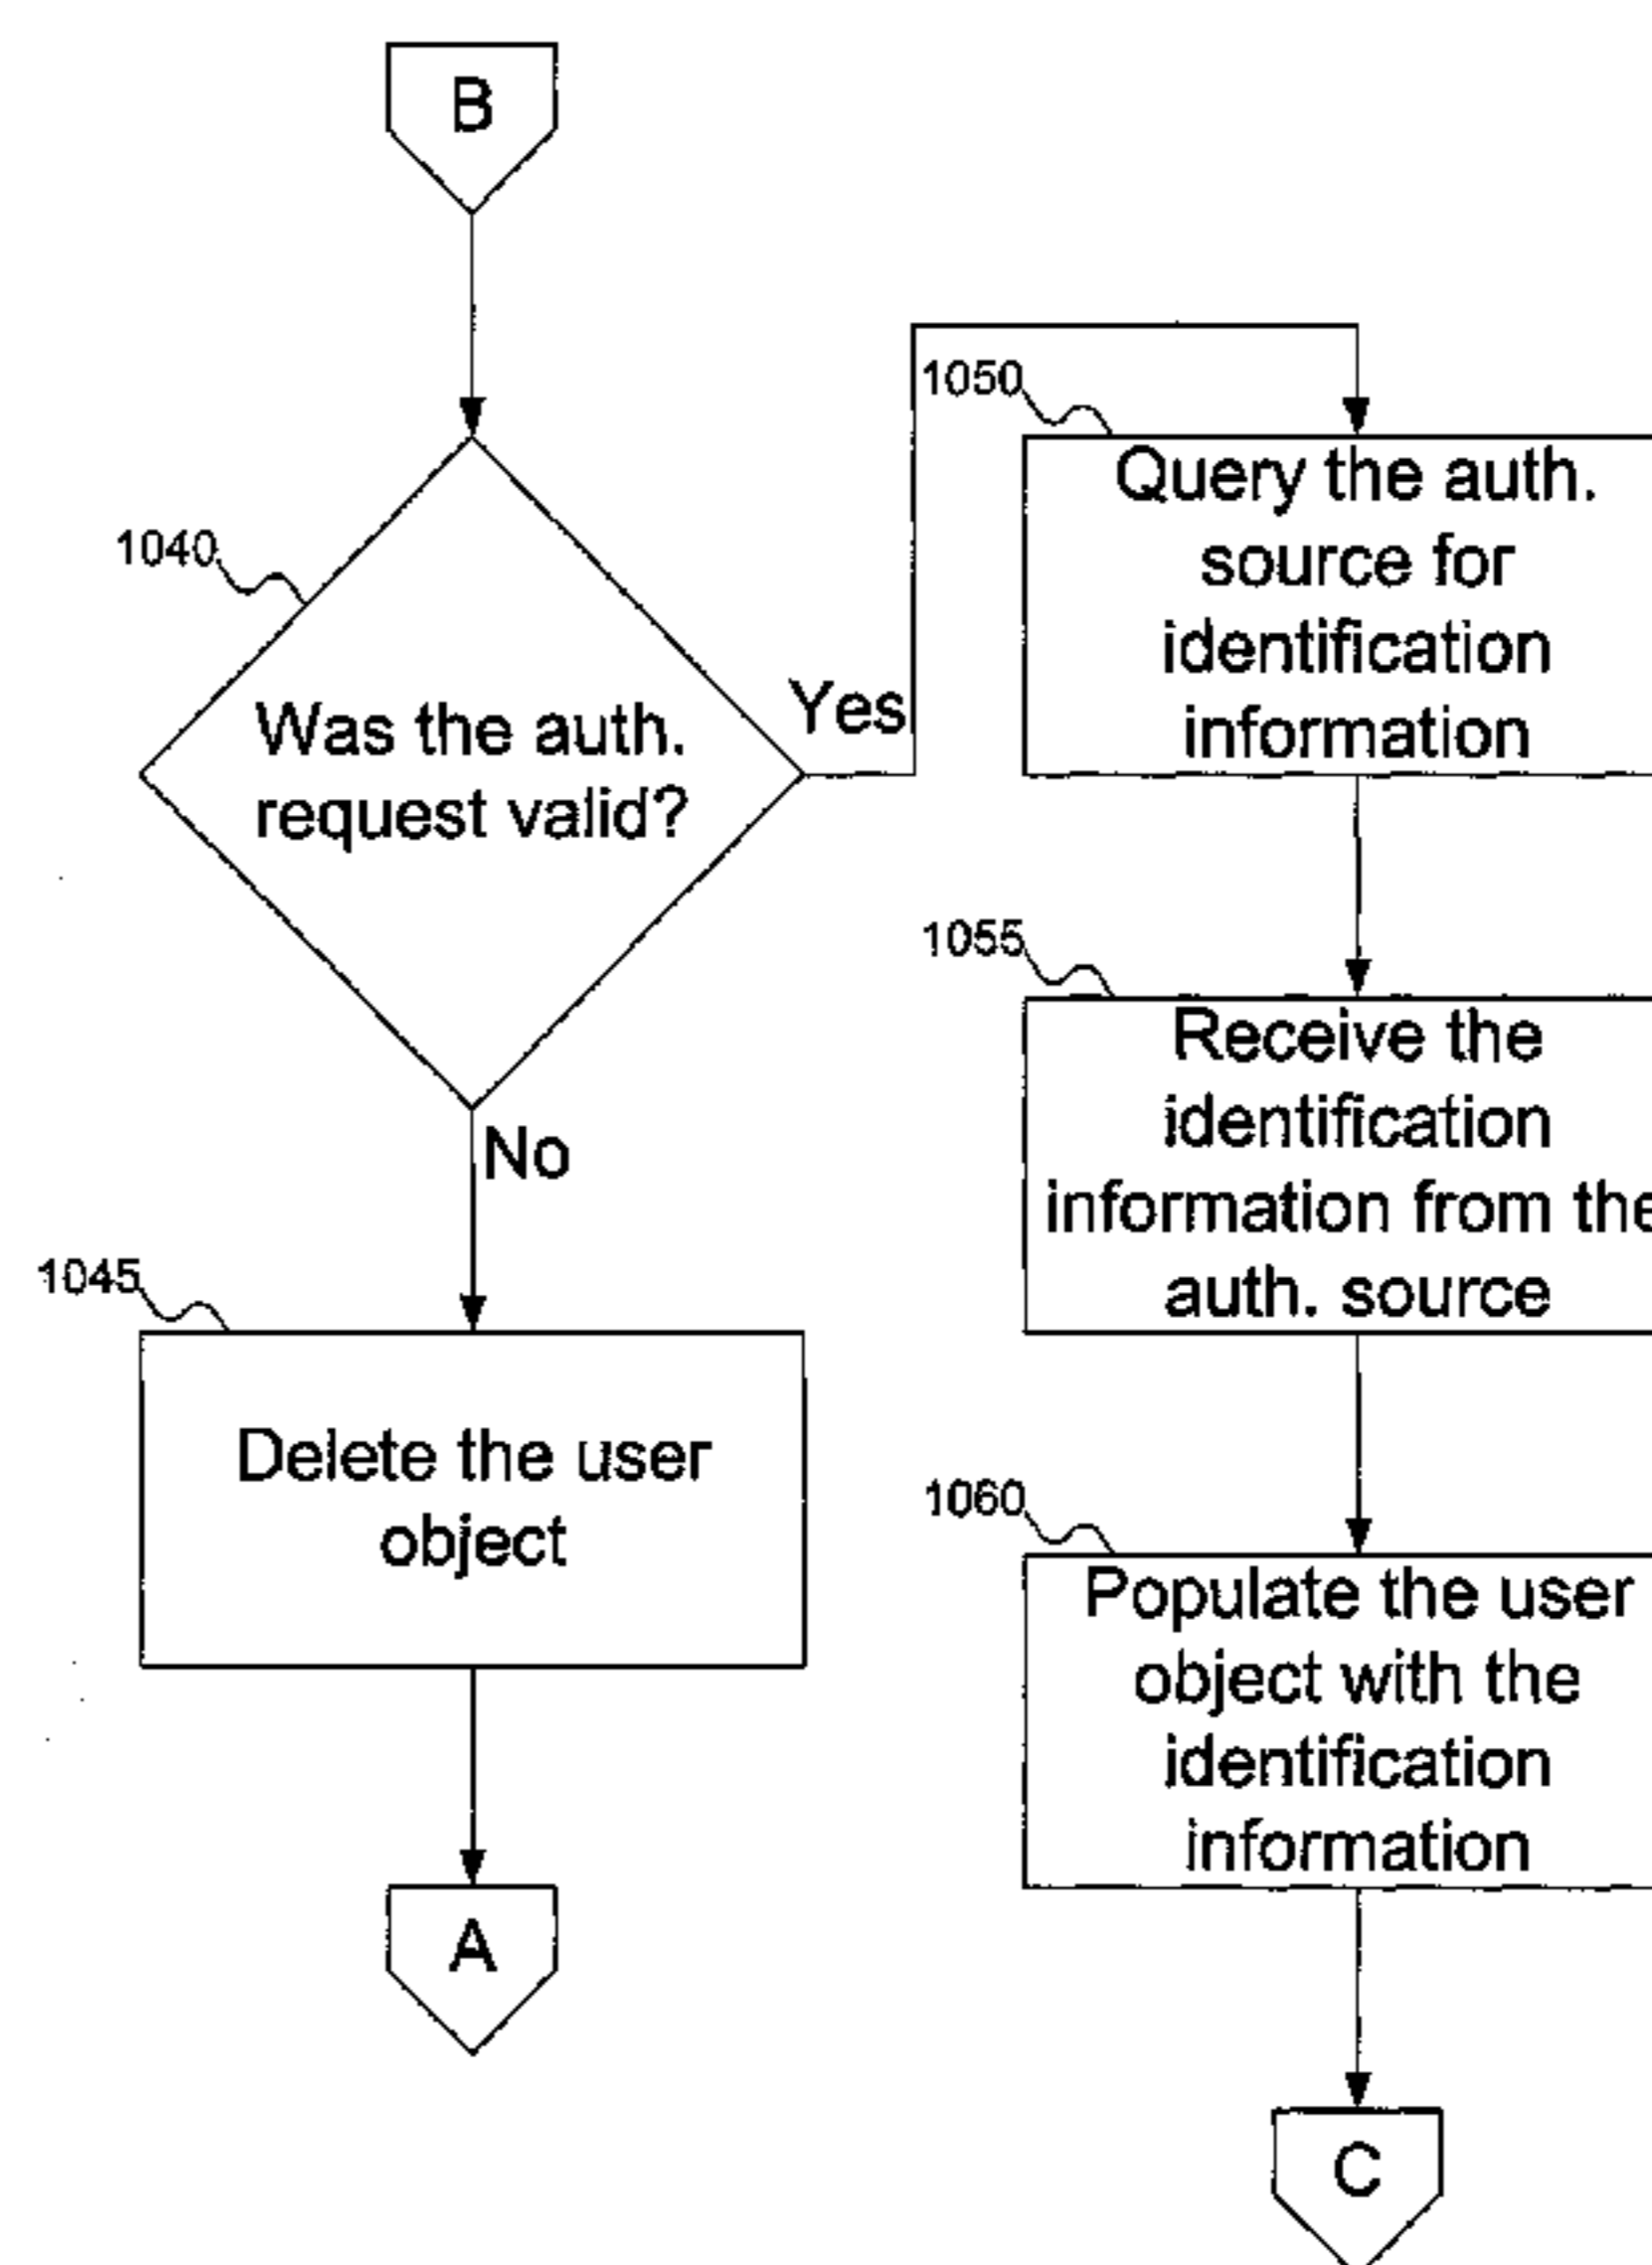 B
1040
Was the auth.
request valid?
Yes
No
1045
Delete the user
object
A
1050
Query the auth.
source for
identification
information
1055
Receive the
identification
information from the
auth. source
1060
Populate the user
object with the
identification
information
C